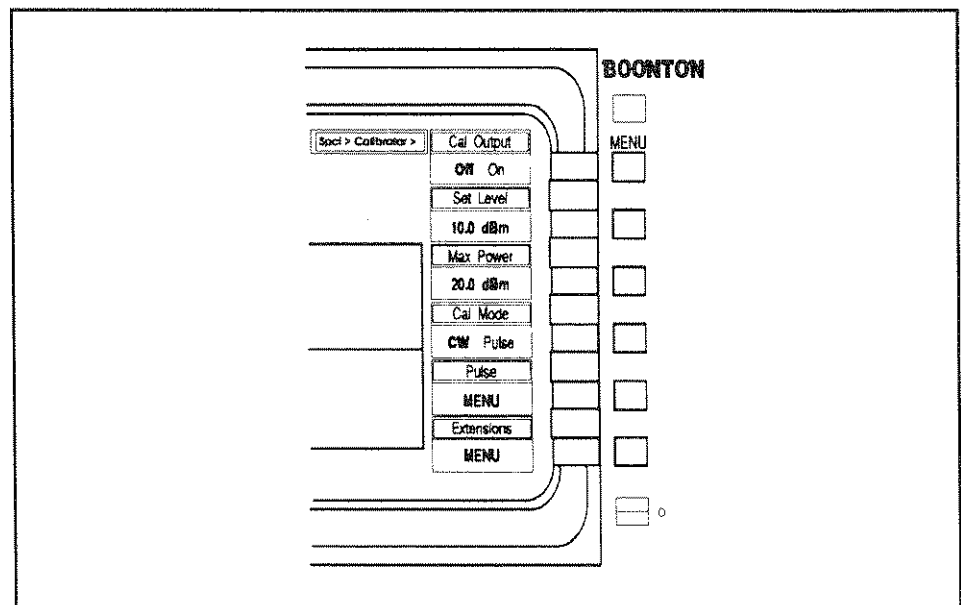 BOONTON
MENU
Spcl > Calibrator >
Cal Output
Off On
Set Level
10.0 dBm
Max Power
20.0 dBm
Cal Mode
CW Pulse
Pulse
MENU
Extensions
MENU
O